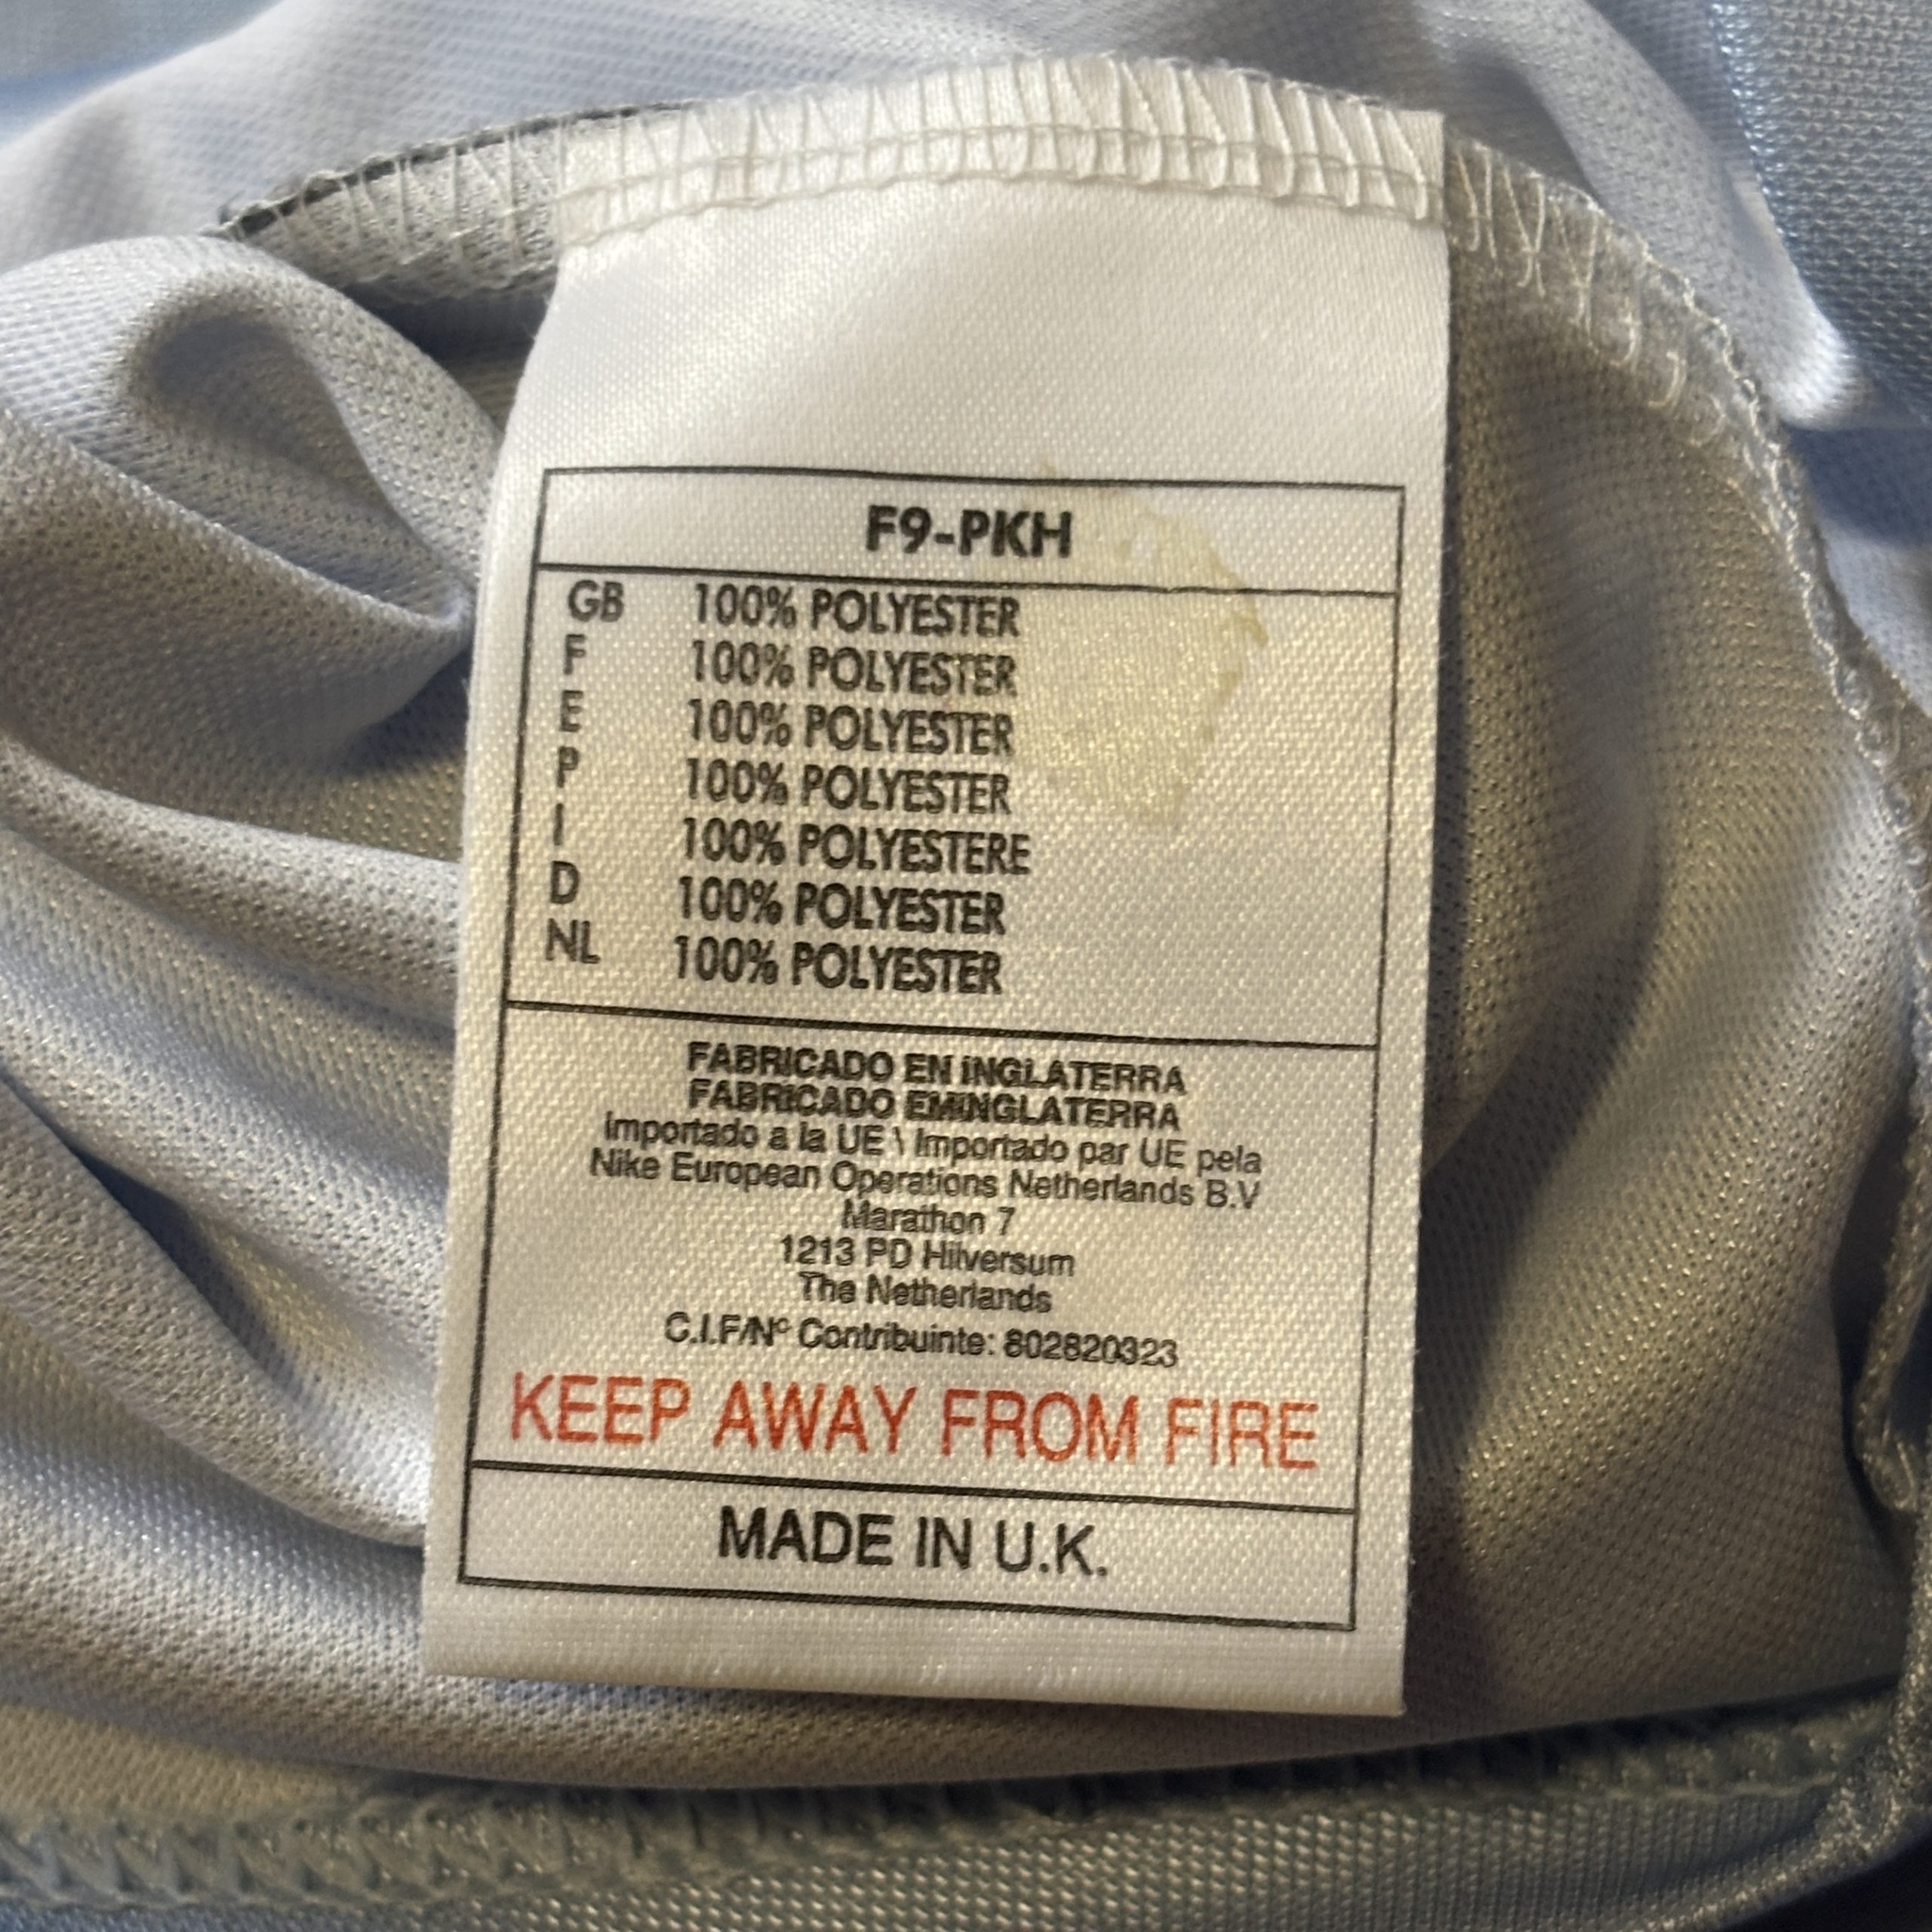 F9-PKH
GB 100% POLYESTER
F 100% POLYESTER
E 100% POLYESTER
P 100% POLYESTER
I 100% POLYESTERE
D 100% POLYESTER
NL 100% POLYESTER
FABRICADO EN INGLATERRA
FABRICADO EMINGLATERRA
Importado a la UE \ Importado par UE pela
Nike European Operations Netherlands B.V
Marathon 7
1213 PD Hilversum
The Netherlands
C.I.F/Nº Contribuinte: 802820323
KEEP AWAY FROM FIRE
MADE IN U.K.